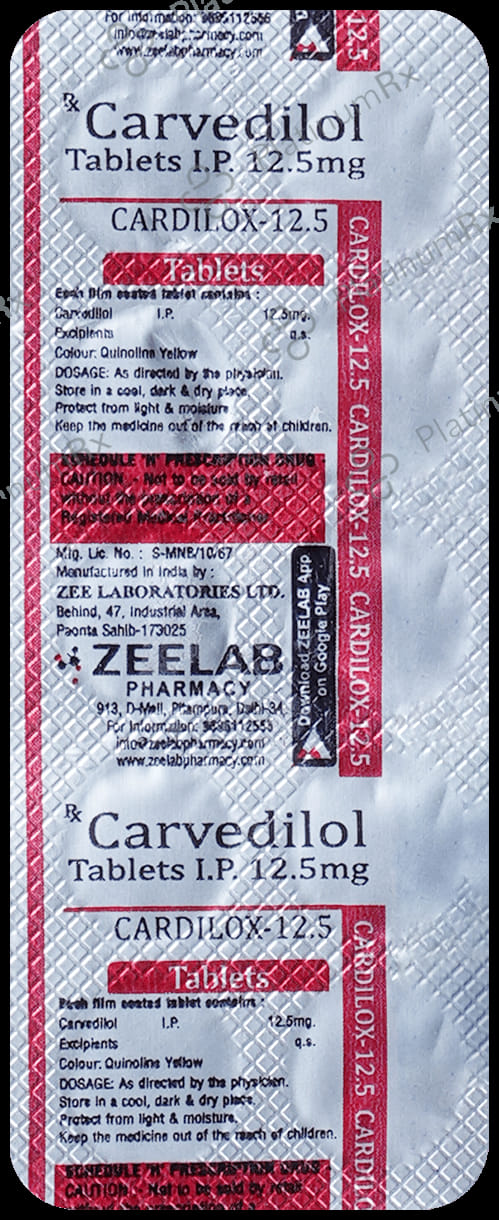 For Information: 9695112555
info@zeelabpharmacy.com
www.zeelabpharmacy.com
12.5
Rx
Carvedilol
Tablets I.P. 12.5mg
CARDILOX-12.5
Tablets
Each film coated tablet contains :
Carvedilol I.P. 12.5mg.
Excipients q.s.
Colour: Quinoline Yellow
DOSAGE: As directed by the physician.
Store in a cool, dark & dry place.
Protect from light & moisture
Keep the medicine out of the reach of children.
SCHEDULE 'H' PRESCRIPTION DRUG
CAUTION - Not to be sold by retail
without the prescription of a
Registered Medical Practitioner
Mfg. Lic. No. : S-MNB/10/67
Manufactured in India by :
ZEE LABORATORIES LTD.
Behind, 47, Industrial Area,
Paonta Sahib-173025
ZEELAB
PHARMACY
913, D-Mall, Pitampura, Delhi-34
For Information:
info@zeelabpharmacy.com
www.zeelabpharmacy.com
Download ZEELAB App
on Google Play
CARDILOX-12.5 CARDILOX-12.5 CARDILOX-12.5
Rx
Carvedilol
Tablets I.P. 12.5mg
CARDILOX-12.5
Tablets
Each film coated tablet contains :
Carvedilol I.P. 12.5mg.
Excipients q.s.
Colour: Quinoline Yellow
DOSAGE: As directed by the physician.
Store in a cool, dark & dry place.
Protect from light & moisture.
Keep the medicine out of the reach of children.
SCHEDULE 'H' PRESCRIPTION DRUG
CAUTION - Not to be sold by retail
CARDILOX-12.5 CARDILO
PlatinumRx
PlatinumRx